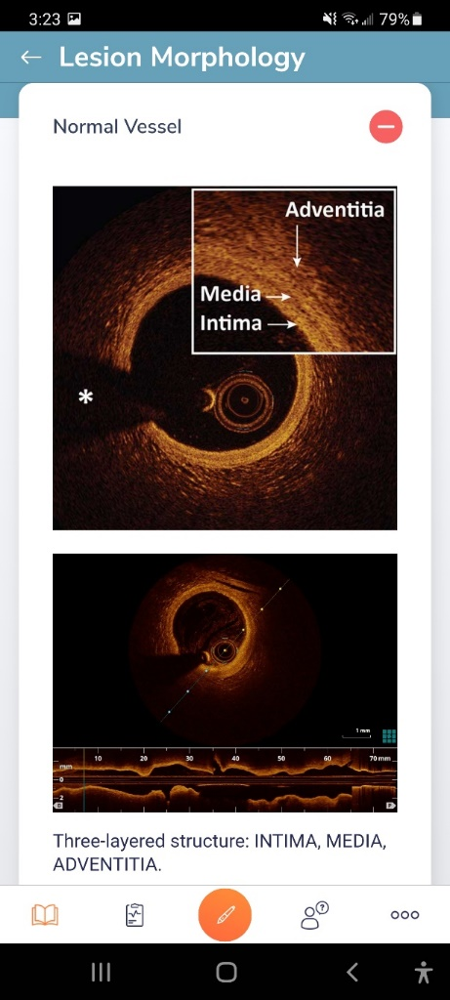 3:23
79%
Lesion Morphology
Normal Vessel
Adventitia
Media
Intima
*
1 mm
10 20 30 40 50 60 70 mm
mm
0
2
Three-layered structure: INTIMA, MEDIA,
ADVENTITIA.